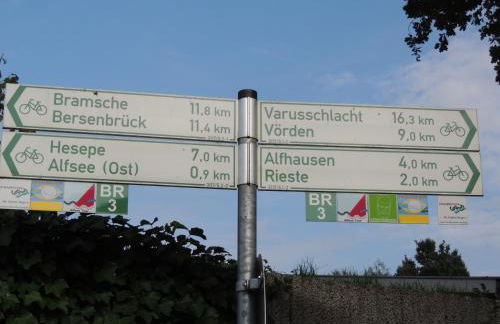 Bramsche 11,8 km
Bersenbrück 11,4 km
Hesepe 7,0 km
Alfsee (Ost) 0,9 km
BR
3
Varusschlacht 16,3 km
Vörden 9,0 km
Alfhausen 4,0 km
Rieste 2,0 km
BR
3